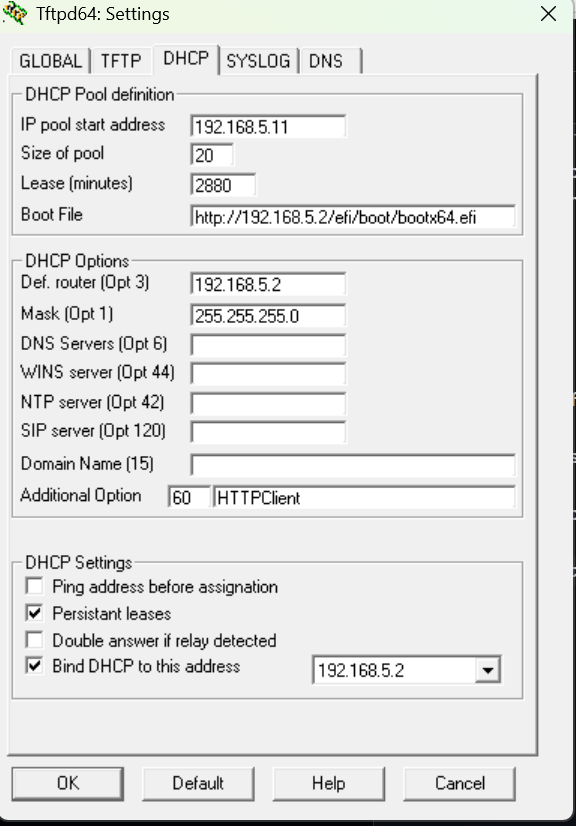 Tftpd64: Settings
GLOBAL TFTP DHCP SYSLOG DNS
DHCP Pool definition
IP pool start address 192.168.5.11
Size of pool 20
Lease (minutes) 2880
Boot File http://192.168.5.2/efi/boot/bootx64.efi
DHCP Options
Def. router (Opt 3) 192.168.5.2
Mask (Opt 1) 255.255.255.0
DNS Servers (Opt 6)
WINS server (Opt 44)
NTP server (Opt 42)
SIP server (Opt 120)
Domain Name (15)
Additional Option 60 HTTPClient
DHCP Settings
Ping address before assignation
Persistant leases
Double answer if relay detected
Bind DHCP to this address 192.168.5.2
OK Default Help Cancel